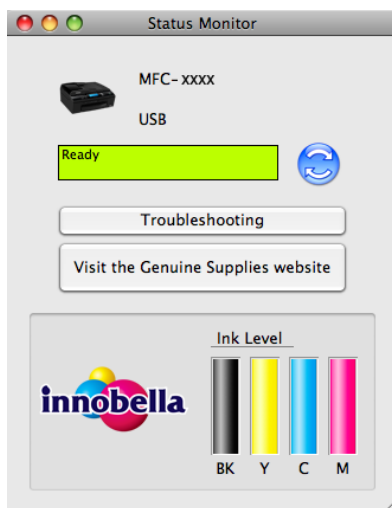 Status Monitor
MFC- xxxx
USB
Ready
Troubleshooting
Visit the Genuine Supplies website
Ink Level
innobella
BK Y C M